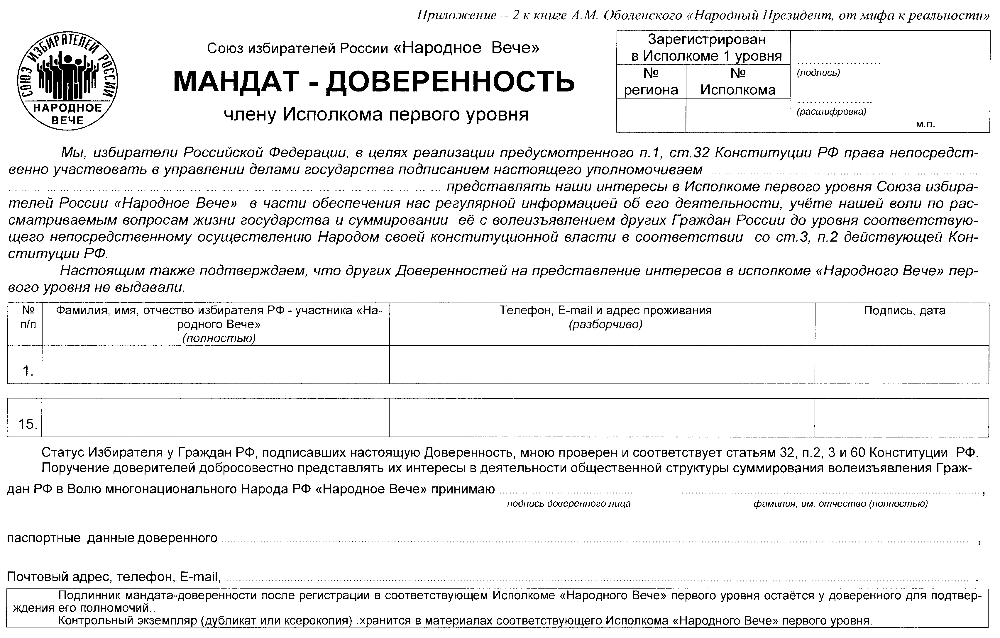 Приложение – 2 к книге А.М. Оболенского «Народный Президент, от мифа к реальности»
СОЮЗ ИЗБИРАТЕЛЕЙ РОССИИ
НАРОДНОЕ
ВЕЧЕ
Союз избирателей России «Народное Вече»
МАНДАТ - ДОВЕРЕННОСТЬ
члену Исполкома первого уровня
Зарегистрирован
в Исполкоме 1 уровня
№
региона
№
Исполкома
.....................
(подпись)
...................
(расшифровка)
м.п.
Мы, избиратели Российской Федерации, в целях реализации предусмотренного п.1, ст.32 Конституции РФ права непосредст-
венно участвовать в управлении делами государства подписанием настоящего уполномочиваем ... ... ... ... ... ... ... ... ... ... ... ... ... ... ... ... ... ... ... ... ...
... ... ... ... ... ... ... ... ... ... ... ... ... ... ... ... ... ... ... ... ... ... ... ... ... ... ... ... ... ... представлять наши интересы в Исполкоме первого уровня Союза избира-
телей России «Народное Вече» в части обеспечения нас регулярной информацией об его деятельности, учёте нашей воли по рас-
сматриваемым вопросам жизни государства и суммировании её с волеизъявлением других Граждан России до уровня соответствую-
щего непосредственному осуществлению Народом своей конституционной власти в соответствии со ст.3, п.2 действующей Кон-
ституции РФ.
Настоящим также подтверждаем, что других Доверенностей на представление интересов в исполкоме «Народного Вече» пер-
вого уровня не выдавали.
№
п/п
Фамилия, имя, отчество избирателя РФ - участника «На-
родного Вече»
(полностью)
Телефон, E-mail и адрес проживания
(разборчиво)
Подпись, дата
1.
15.
Статус Избирателя у Граждан РФ, подписавших настоящую Доверенность, мною проверен и соответствует статьям 32, п.2, 3 и 60 Конституции РФ.
Поручение доверителей добросовестно представлять их интересы в деятельности общественной структуры суммирования волеизъявления Граж-
дан РФ в Волю многонационального Народа РФ «Народное Вече» принимаю ........................................ ........................................,
подпись доверенного лица фамилия, им, отчество (полностью)
паспортные данные доверенного ........................................ ,
Почтовый адрес, телефон, E-mail, ........................................ .
Подлинник мандата-доверенности после регистрации в соответствующем Исполкоме «Народного Вече» первого уровня остаётся у доверенного для подтвер-
ждения его полномочий..
Контрольный экземпляр (дубликат или ксерокопия) .хранится в материалах соответствующего Исполкома «Народного Вече» первого уровня.